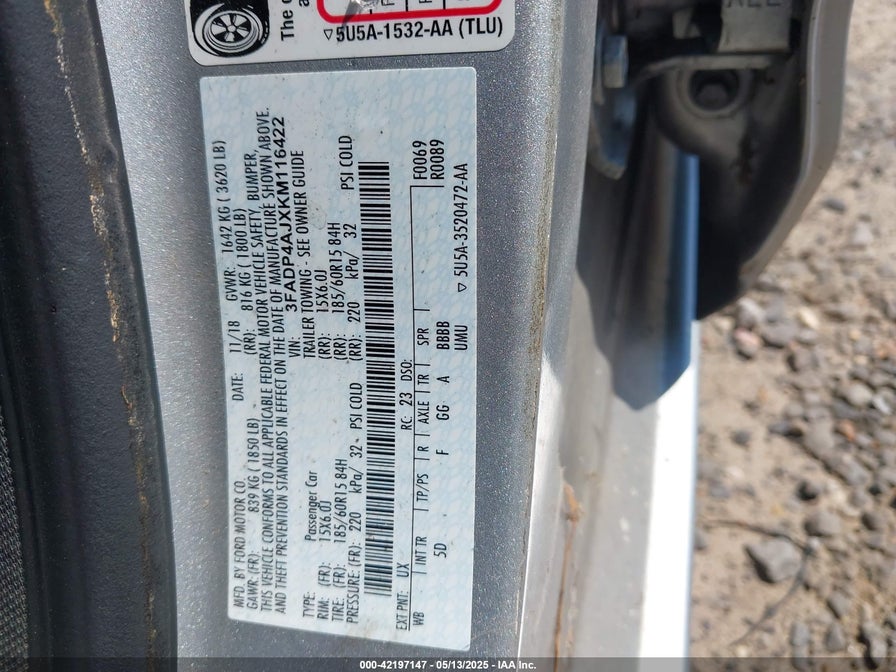 The
5U5A-1532-AA (TLU)
MFD. BY FORD MOTOR CO.
DATE: 11/18 GVWR: 1642 KG ( 3620 LB)
GAWR (FR): 839 KG ( 1850 LB) (RR): 816 KG (1800 LB)
THIS VEHICLE CONFORMS TO ALL APPLICABLE FEDERAL MOTOR VEHICLE SAFETY, BUMPER,
AND THEFT PREVENTION STANDARDS IN EFFECT ON THE DATE OF MANUFACTURE SHOWN ABOVE.
VIN: 3FADP4AJXKM116422
TYPE: Passenger Car TRAILER TOWING - SEE OWNER GUIDE
RIM: (FR): 15X6.0J (RR): 15X6.0J
TIRE: (FR): 185/60R15 84H (RR): 185/60R15 84H
PRESSURE: (FR): 220 kPa/ 32 PSI COLD (RR): 220 kPa/ 32 PSI COLD
EXT PNT: UX RC: 23 DSO: F0069
R0089
WB INT TR TP/PS R AXLE TR SPR
5D F GG A BBBB
UMU 5U5A-3520472-AA
000-42197147 - 05/13/2025 - IAA Inc.